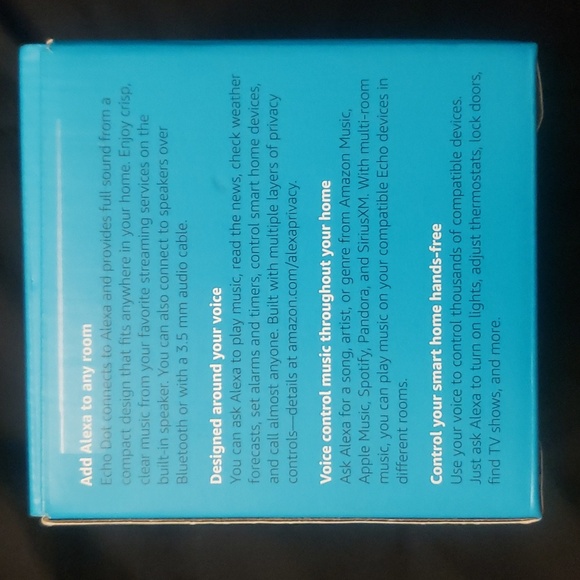 Add Alexa to any room
Echo Dot connects to Alexa and provides full sound from a
compact design that fits anywhere in your home. Enjoy crisp,
clear music from your favorite streaming services on the
built-in speaker. You can also connect to speakers over
Bluetooth or with a 3.5 mm audio cable.
Designed around your voice
You can ask Alexa to play music, read the news, check weather
forecasts, set alarms and timers, control smart home devices,
and call almost anyone. Built with multiple layers of privacy
controls—details at amazon.com/alexaprivacy.
Voice control music throughout your home
Ask Alexa for a song, artist, or genre from Amazon Music,
Apple Music, Spotify, Pandora, and SiriusXM. With multi-room
music, you can play music on your compatible Echo devices in
different rooms.
Control your smart home hands-free
Use your voice to control thousands of compatible devices.
Just ask Alexa to turn on lights, adjust thermostats, lock doors,
find TV shows, and more.